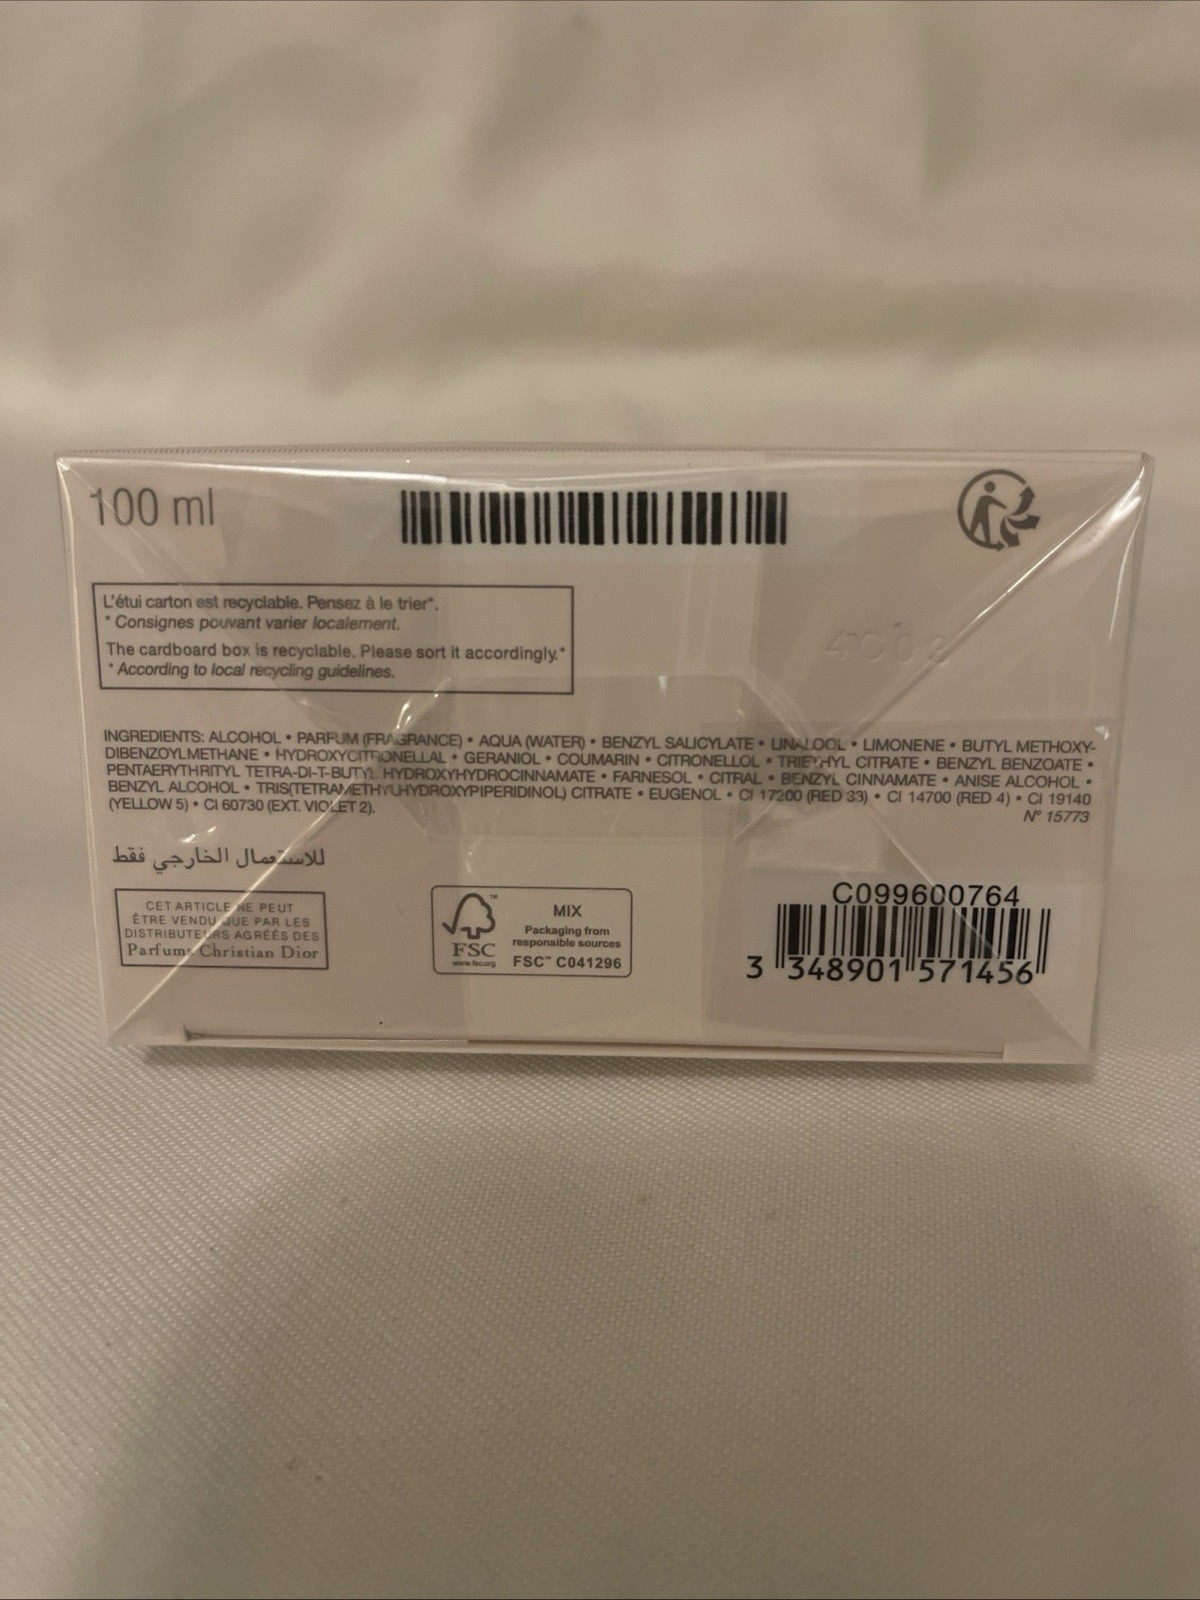 100 ml
L'étui carton est recyclable. Pensez à le trier*.
* Consignes pouvant varier localement.
The cardboard box is recyclable. Please sort it accordingly.*
* According to local recycling guidelines.
INGREDIENTS: ALCOHOL • PARFUM (FRAGRANCE) • AQUA (WATER) • BENZYL SALICYLATE • LINALOOL • LIMONENE • BUTYL METHOXY-
DIBENZOYLMETHANE • HYDROXYCITRONELLAL • GERANIOL • COUMARIN • CITRONELLOL • TRIETHYL CITRATE • BENZYL BENZOATE •
PENTAERYTHRITYL TETRA-DI-T-BUTYL HYDROXYHYDROCINNAMATE • FARNESOL • CITRAL • BENZYL CINNAMATE • ANISE ALCOHOL •
BENZYL ALCOHOL • TRIS(TETRAMETHYLHYDROXYPIPERIDINOL) CITRATE • EUGENOL • CI 17200 (RED 33) • CI 14700 (RED 4) • CI 19140
(YELLOW 5) • CI 60730 (EXT. VIOLET 2).
N° 15773
للاستعمال الخارجي فقط
CET ARTICLE NE PEUT
ÊTRE VENDU QUE PAR LES
DISTRIBUTEURS AGRÉÉS DES
Parfums Christian Dior
FSC
www.fsc.org
MIX
Packaging from
responsible sources
FSC™ C041296
C099600764
3 348901 571456